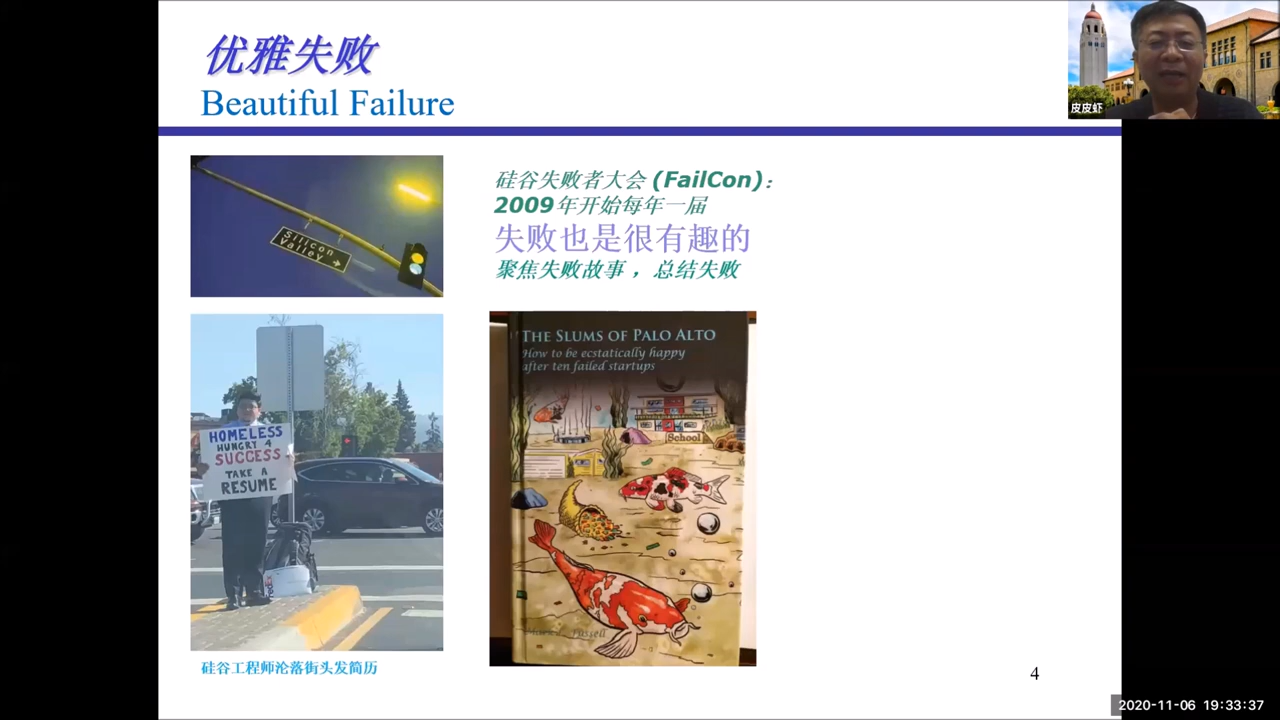 优雅失败
Beautiful Failure
皮皮虾
Silicon
Valley
硅谷失败者大会 (FailCon)：
2009年开始每年一届
失败也是很有趣的
聚焦失败故事 ，总结失败
HOMELESS
HUNGRY 4
SUCCESS
TAKE A
RESUME
硅谷工程师沦落街头发简历
THE SLUMS OF PALO ALTO
How to be ecstatically happy
after ten failed startups
School
4
2020-11-06 19:33:37